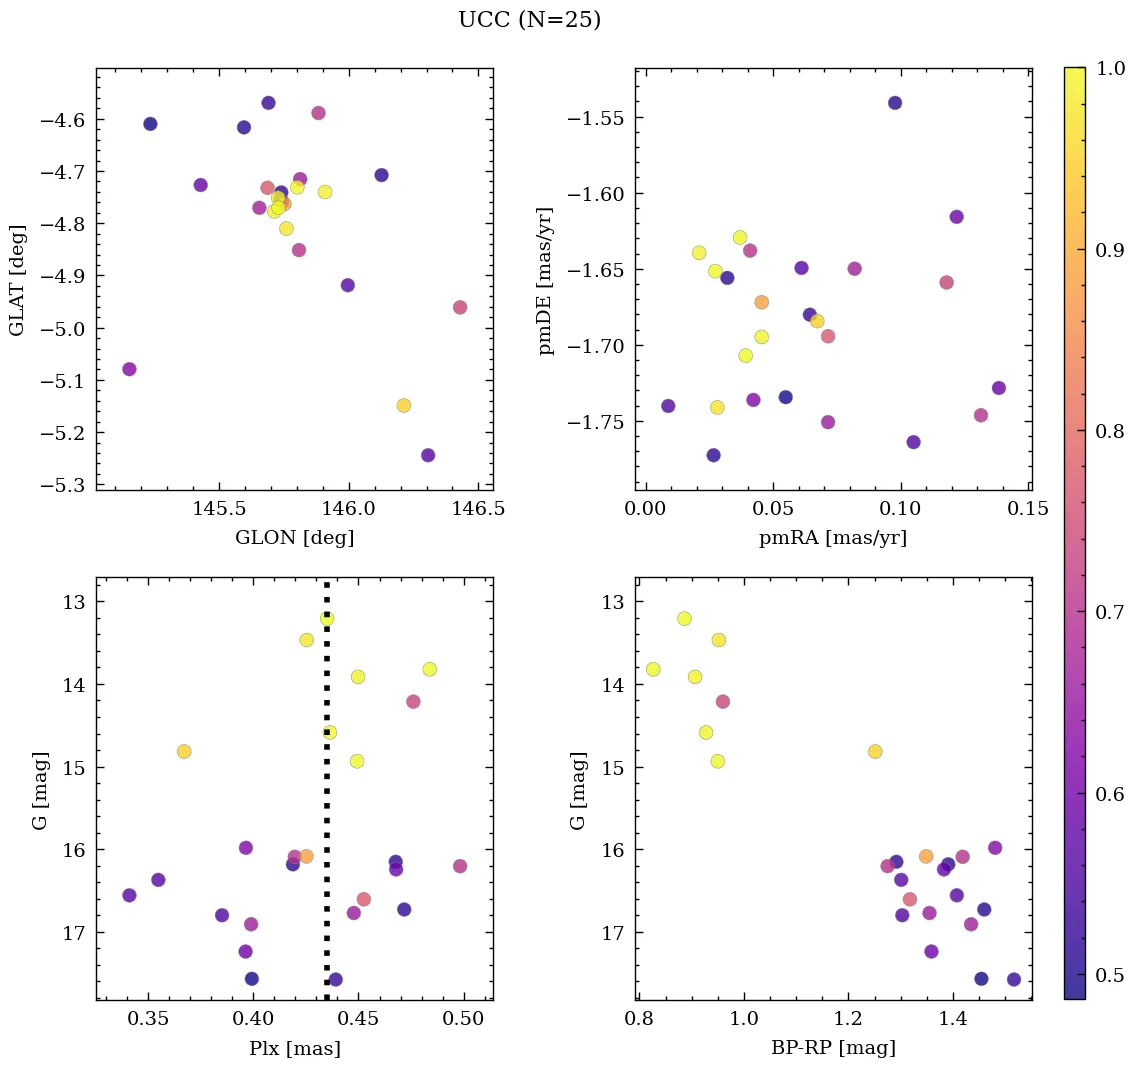 UCC (N=25)
−4.6
−4.7
−4.8
−4.9
−5.0
−5.1
−5.2
−5.3
GLAT [deg]
145.5 146.0 146.5
GLON [deg]
−1.55
−1.60
−1.65
−1.70
−1.75
pmDE [mas/yr]
0.00 0.05 0.10 0.15
pmRA [mas/yr]
13
14
15
16
17
G [mag]
0.35 0.40 0.45 0.50
Plx [mas]
13
14
15
16
17
G [mag]
0.8 1.0 1.2 1.4
BP-RP [mag]
1.0
0.9
0.8
0.7
0.6
0.5